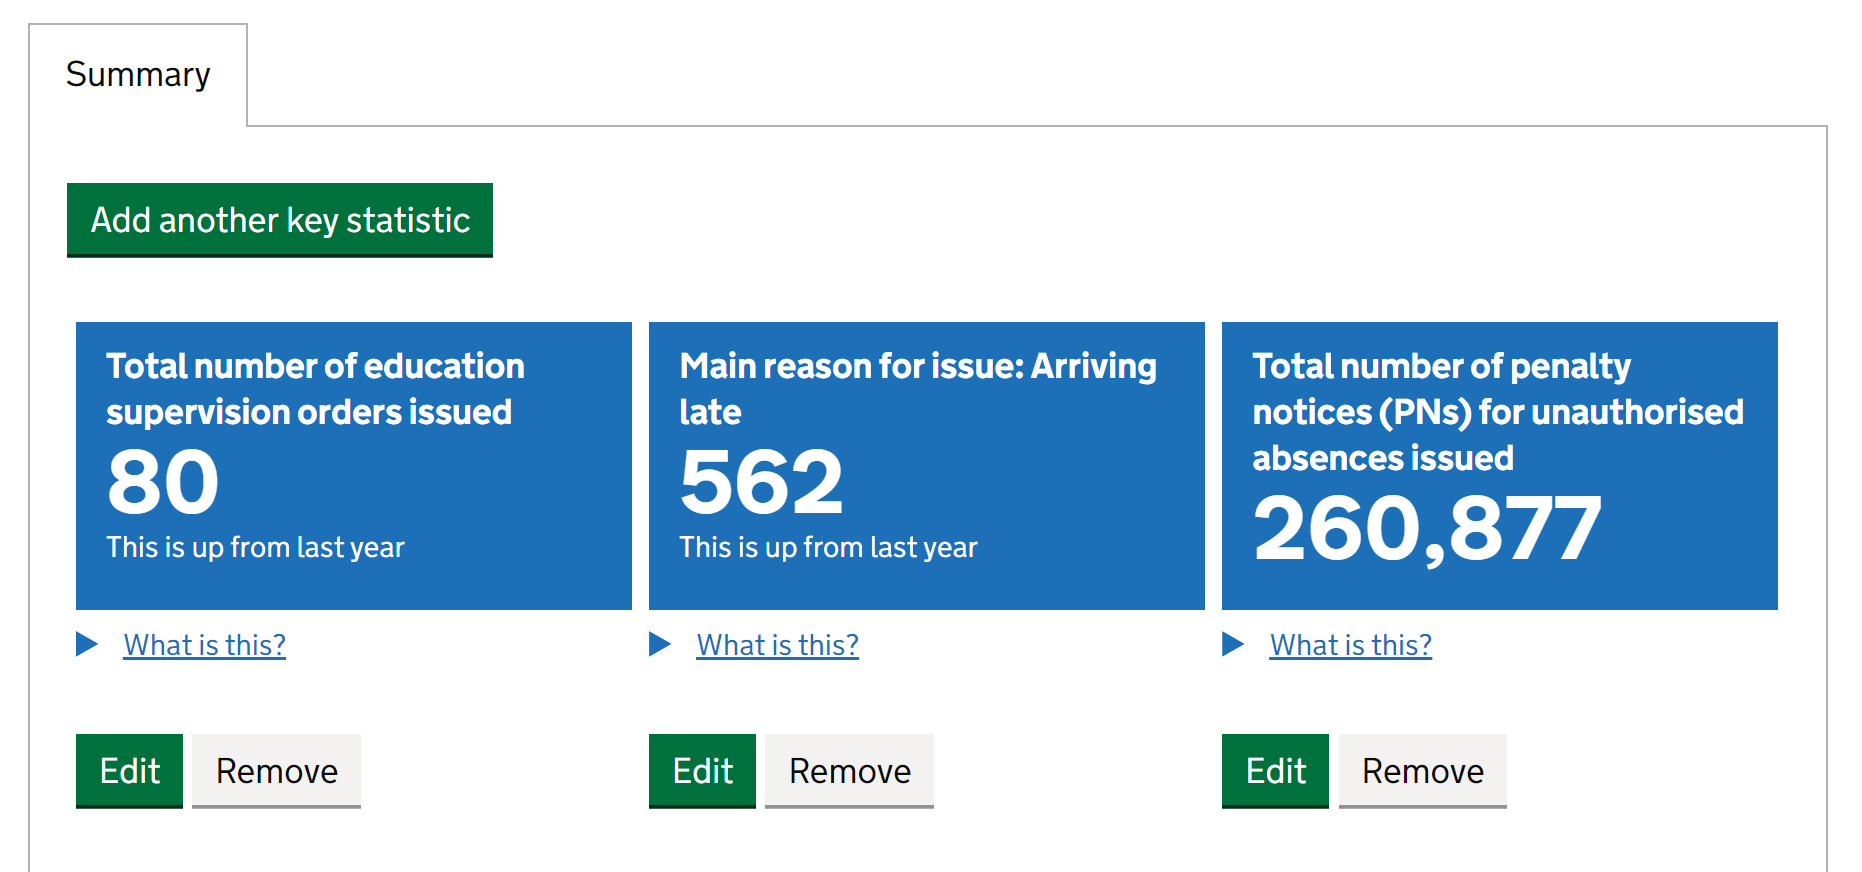 Summary
Add another key statistic
Total number of education
supervision orders issued
80
This is up from last year
What is this?
Edit
Remove
Main reason for issue: Arriving
late
562
This is up from last year
What is this?
Edit
Remove
Total number of penalty
notices (PNs) for unauthorised
absences issued
260,877
What is this?
Edit
Remove